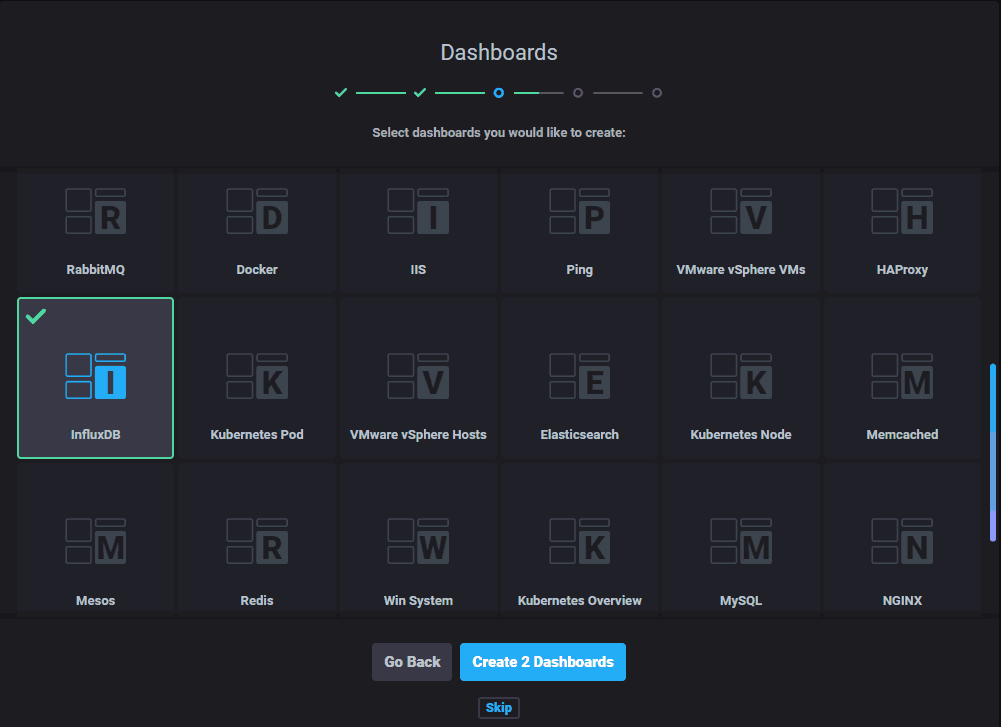 Dashboards
Select dashboards you would like to create:
R D I P V H
RabbitMQ Docker IIS Ping VMware vSphere VMs HAProxy
I K V E K M
InfluxDB Kubernetes Pod VMware vSphere Hosts Elasticsearch Kubernetes Node Memcached
M R W K M N
Mesos Redis Win System Kubernetes Overview MySQL NGINX
Go Back Create 2 Dashboards
Skip